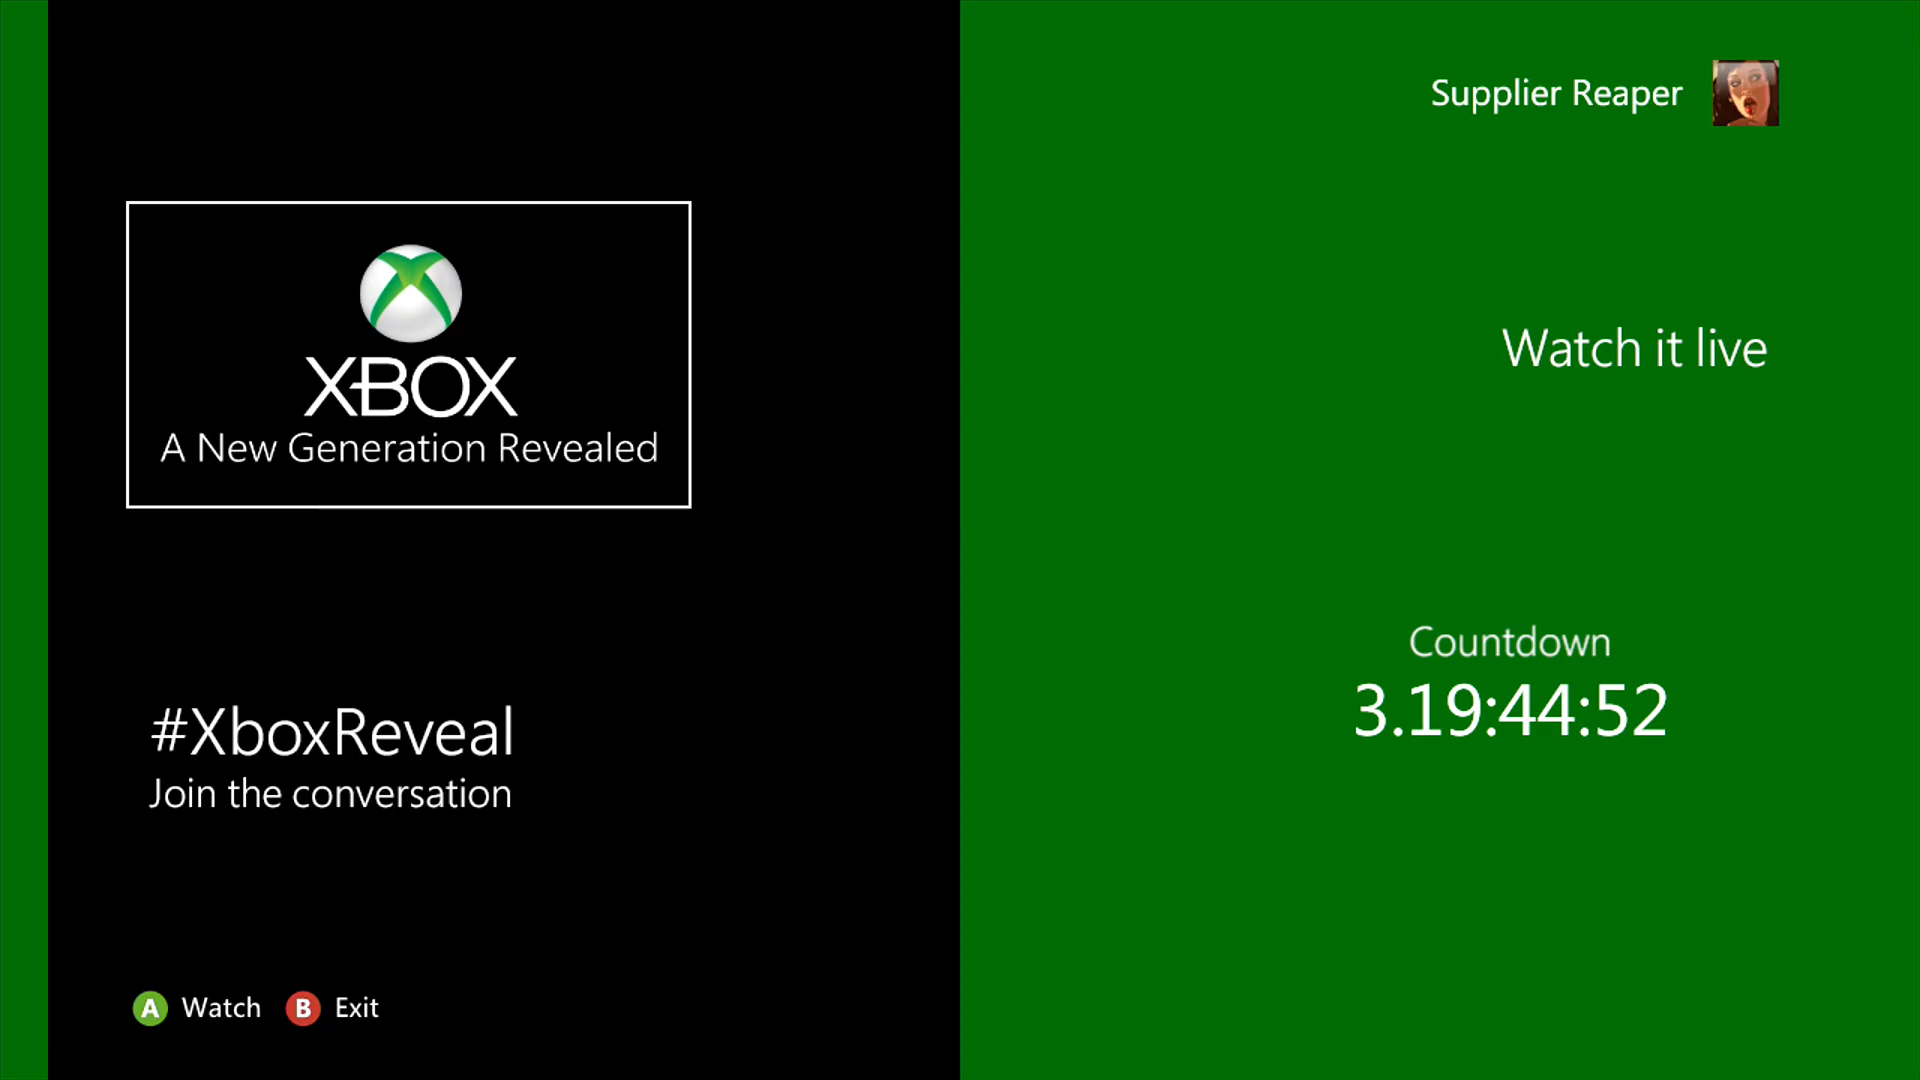 Supplier Reaper
XBOX
A New Generation Revealed
Watch it live
Countdown
3.19:44:52
#XboxReveal
Join the conversation
A Watch B Exit